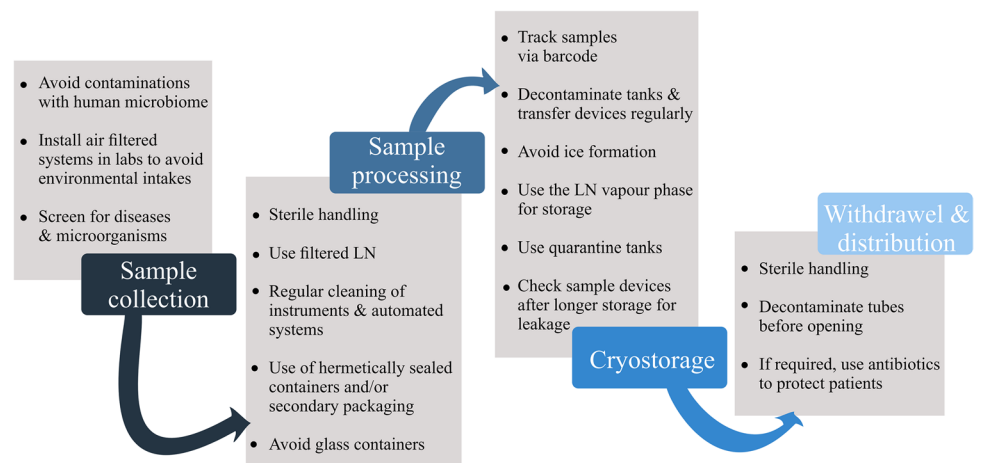 • Avoid contaminations
with human microbiome
• Install air filtered
systems in labs to avoid
environmental intakes
• Screen for diseases
& microorganisms
Sample
collection
Sample
processing
• Sterile handling
• Use filtered LN
• Regular cleaning of
instruments & automated
systems
• Use of hermetically sealed
containers and/or
secondary packaging
• Avoid glass containers
• Track samples
via barcode
• Decontaminate tanks &
transfer devices regularly
• Avoid ice formation
• Use the LN vapour phase
for storage
• Use quarantine tanks
• Check sample devices
after longer storage for
leakage
Cryostorage
Withdrawel &
distribution
• Sterile handling
• Decontaminate tubes
before opening
• If required, use antibiotics
to protect patients